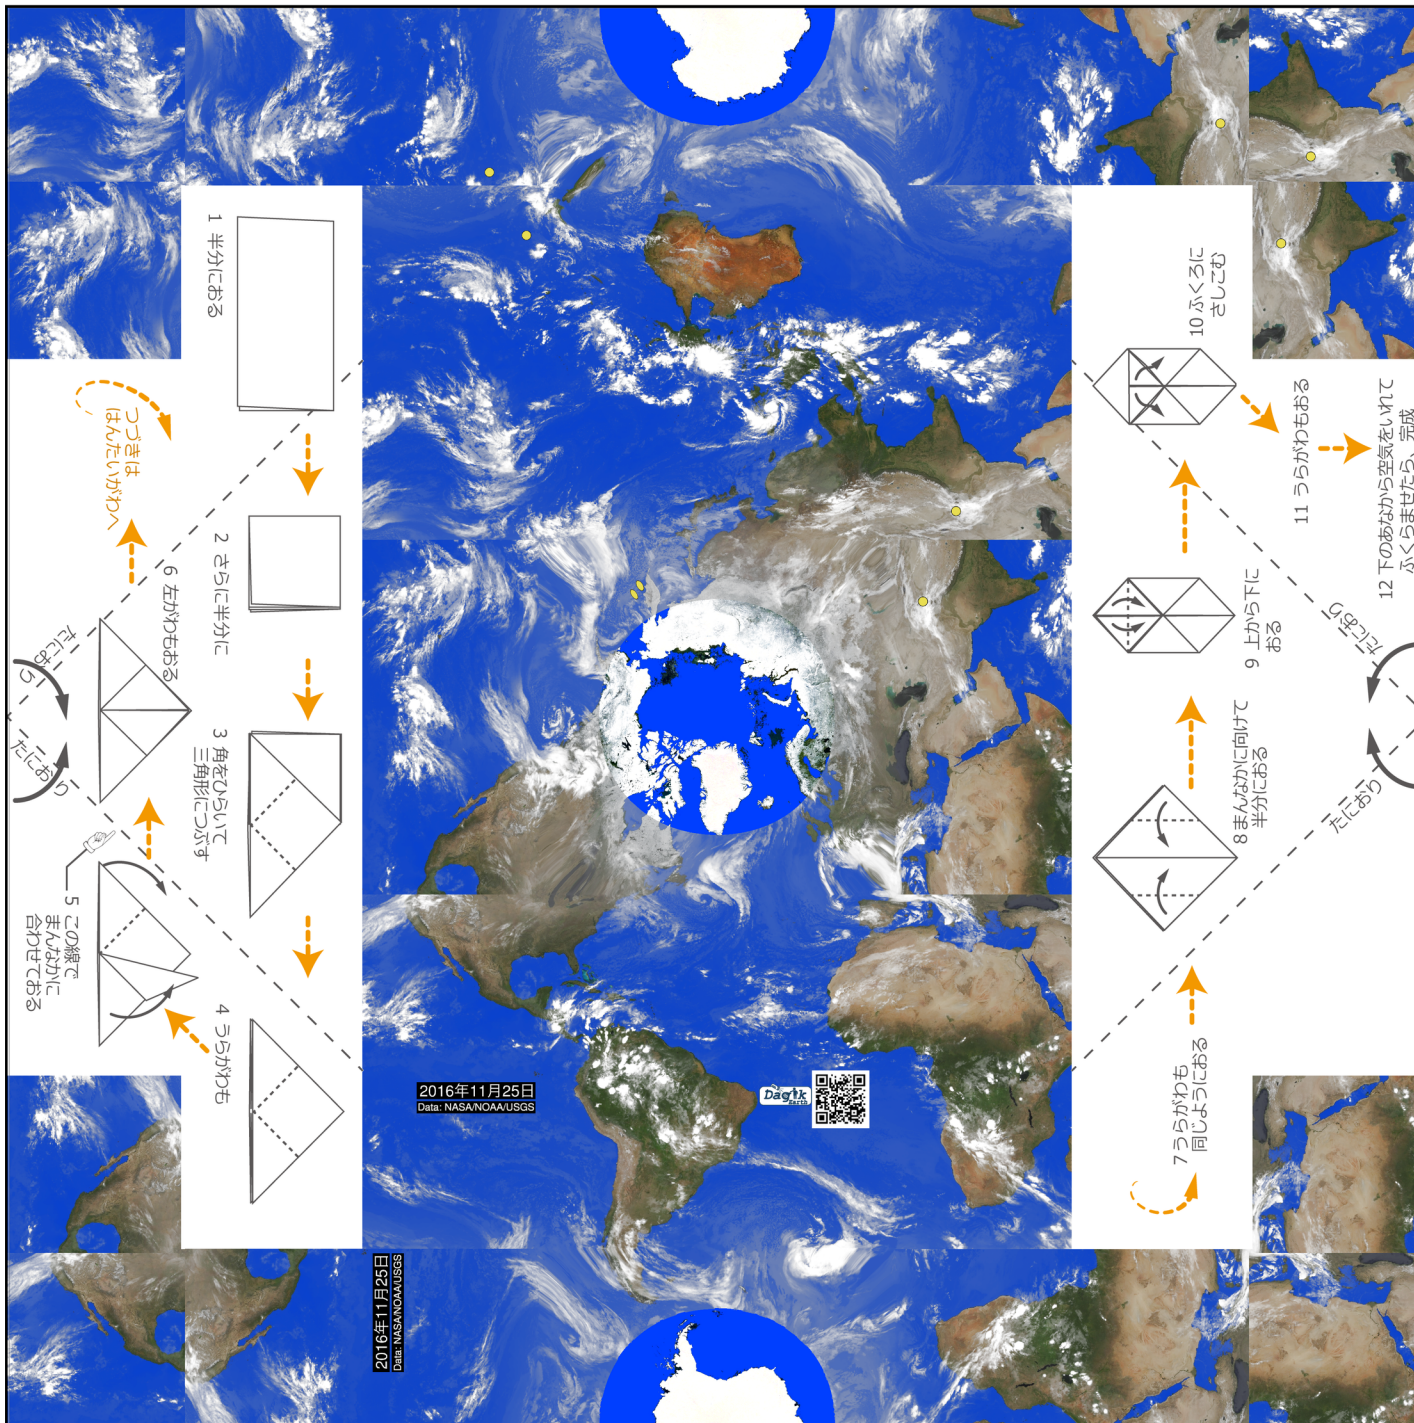 1 半分におる
2 さらに半分に
3 角をひらいて
三角形につぶす
4 うらがわも
5 この線で
まんなかに
合わせておる
6 左がわもおる
つづきは
はんたいがわへ
たにおり
たにおり
7 うらがわも
同じようにおる
8 まんなかに向けて
半分におる
9 上から下に
おる
10 ふくろに
さしこむ
11 うらがわもおる
12 下のあなから空気をいれて
ふくらませたら、完成
たにおり
たにおり
2016年11月25日
Data: NASA/NOAA/USGS
Dagik
Earth
2016年11月25日
Data: NASA/NOAA/USGS